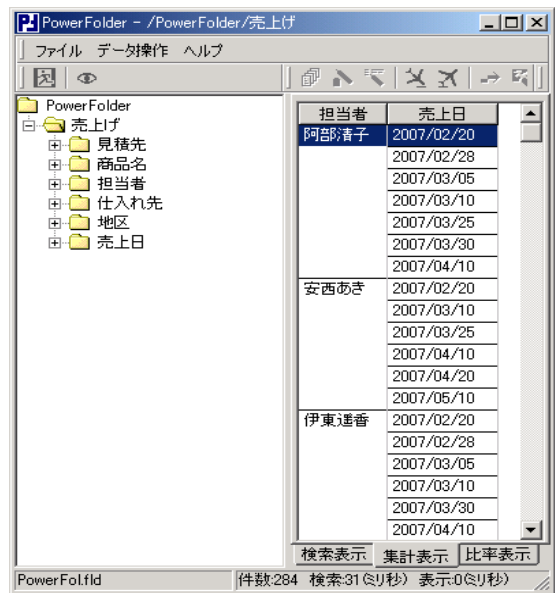 PowerFolder - /PowerFolder/売上げ
ファイル データ操作 ヘルプ
PowerFolder
売上げ
見積先
商品名
担当者
仕入れ先
地区
売上日
担当者 売上日
阿部清子 2007/02/20
2007/02/28
2007/03/05
2007/03/10
2007/03/25
2007/03/30
2007/04/10
安西あき 2007/02/20
2007/03/10
2007/03/25
2007/04/10
2007/04/20
2007/05/10
伊東遥香 2007/02/20
2007/02/28
2007/03/05
2007/03/10
2007/03/30
2007/04/10
検索表示 集計表示 比率表示
PowerFol.fld 件数:284 検索:31(ミリ秒) 表示:0(ミリ秒)